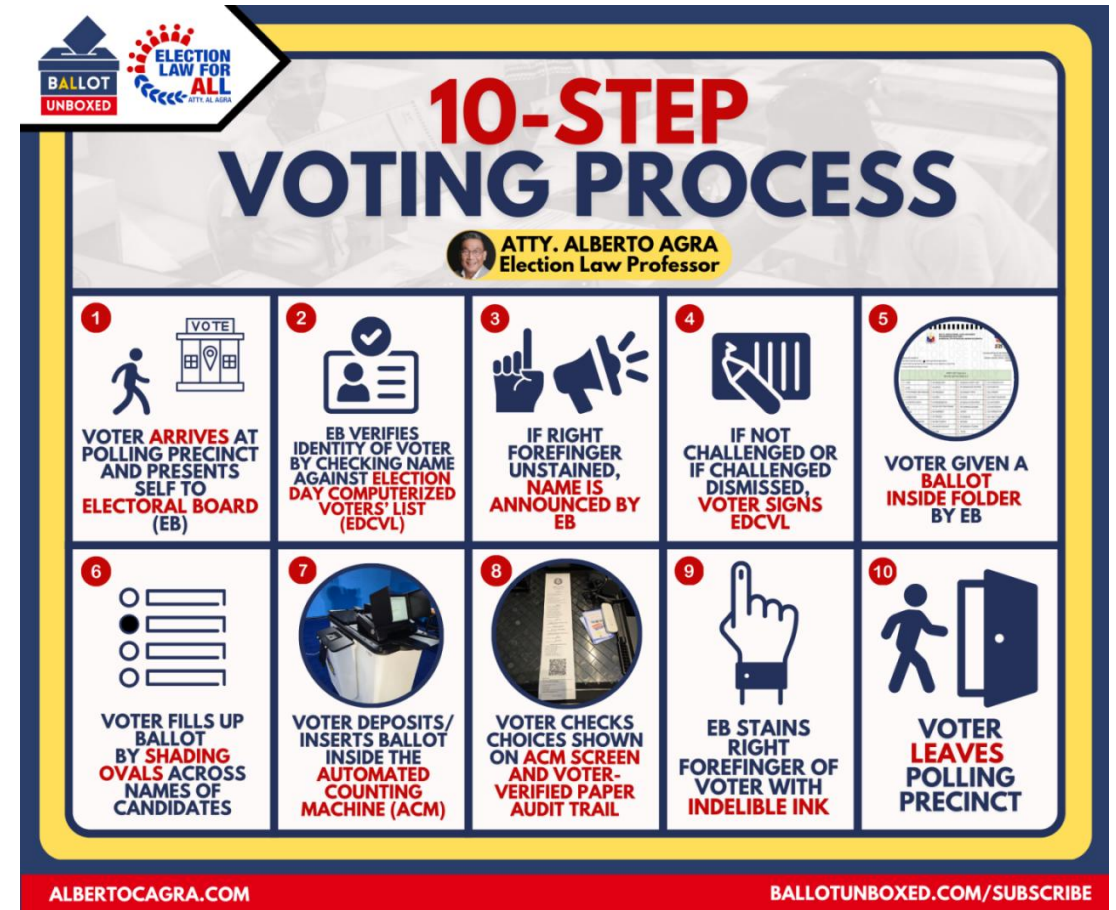 BALLOT
UNBOXED
ELECTION
LAW FOR
ALL
ATTY. AL AGRA
10-STEP
VOTING PROCESS
ATTY. ALBERTO AGRA
Election Law Professor
1
VOTE
VOTER ARRIVES AT
POLLING PRECINCT
AND PRESENTS
SELF TO
ELECTORAL BOARD
(EB)
2
EB VERIFIES
IDENTITY OF VOTER
BY CHECKING NAME
AGAINST ELECTION
DAY COMPUTERIZED
VOTERS' LIST
(EDCVL)
3
IF RIGHT
FOREFINGER
UNSTAINED,
NAME IS
ANNOUNCED BY
EB
4
IF NOT
CHALLENGED OR
IF CHALLENGED
DISMISSED,
VOTER SIGNS
EDCVL
5
VOTER GIVEN A
BALLOT
INSIDE FOLDER
BY EB
6
VOTER FILLS UP
BALLOT
BY SHADING
OVALS ACROSS
NAMES OF
CANDIDATES
7
VOTER DEPOSITS/
INSERTS BALLOT
INSIDE THE
AUTOMATED
COUNTING
MACHINE (ACM)
8
VOTER CHECKS
CHOICES SHOWN
ON ACM SCREEN
AND VOTER-
VERIFIED PAPER
AUDIT TRAIL
9
EB STAINS
RIGHT
FOREFINGER OF
VOTER WITH
INDELIBLE INK
10
VOTER
LEAVES
POLLING
PRECINCT
ALBERTOCAGRA.COM
BALLOTUNBOXED.COM/SUBSCRIBE